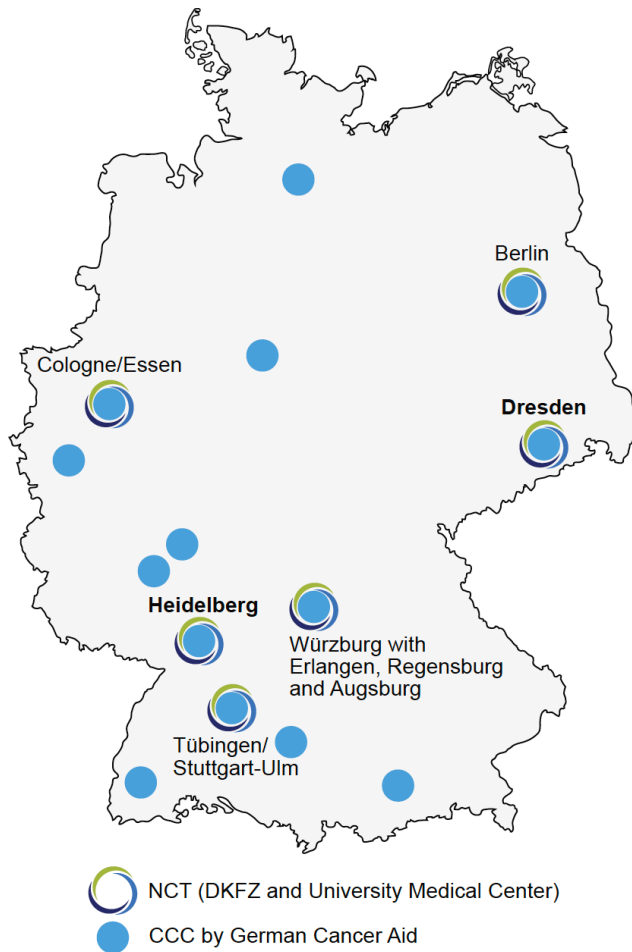 Berlin
Cologne/Essen
Dresden
Heidelberg
Würzburg with
Erlangen, Regensburg
and Augsburg
Tübingen/
Stuttgart-Ulm
NCT (DKFZ and University Medical Center)
CCC by German Cancer Aid